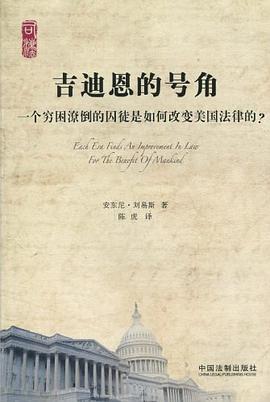 吉迪恩的号角
一个穷困潦倒的囚徒是如何改变美国法律的?
Each Era Finds An Improvement In Law
For The Benefit Of Mankind
安东尼·刘易斯 著
陈虎 译
中国法制出版社
CHINA LEGAL PUBLISHING HOUSE